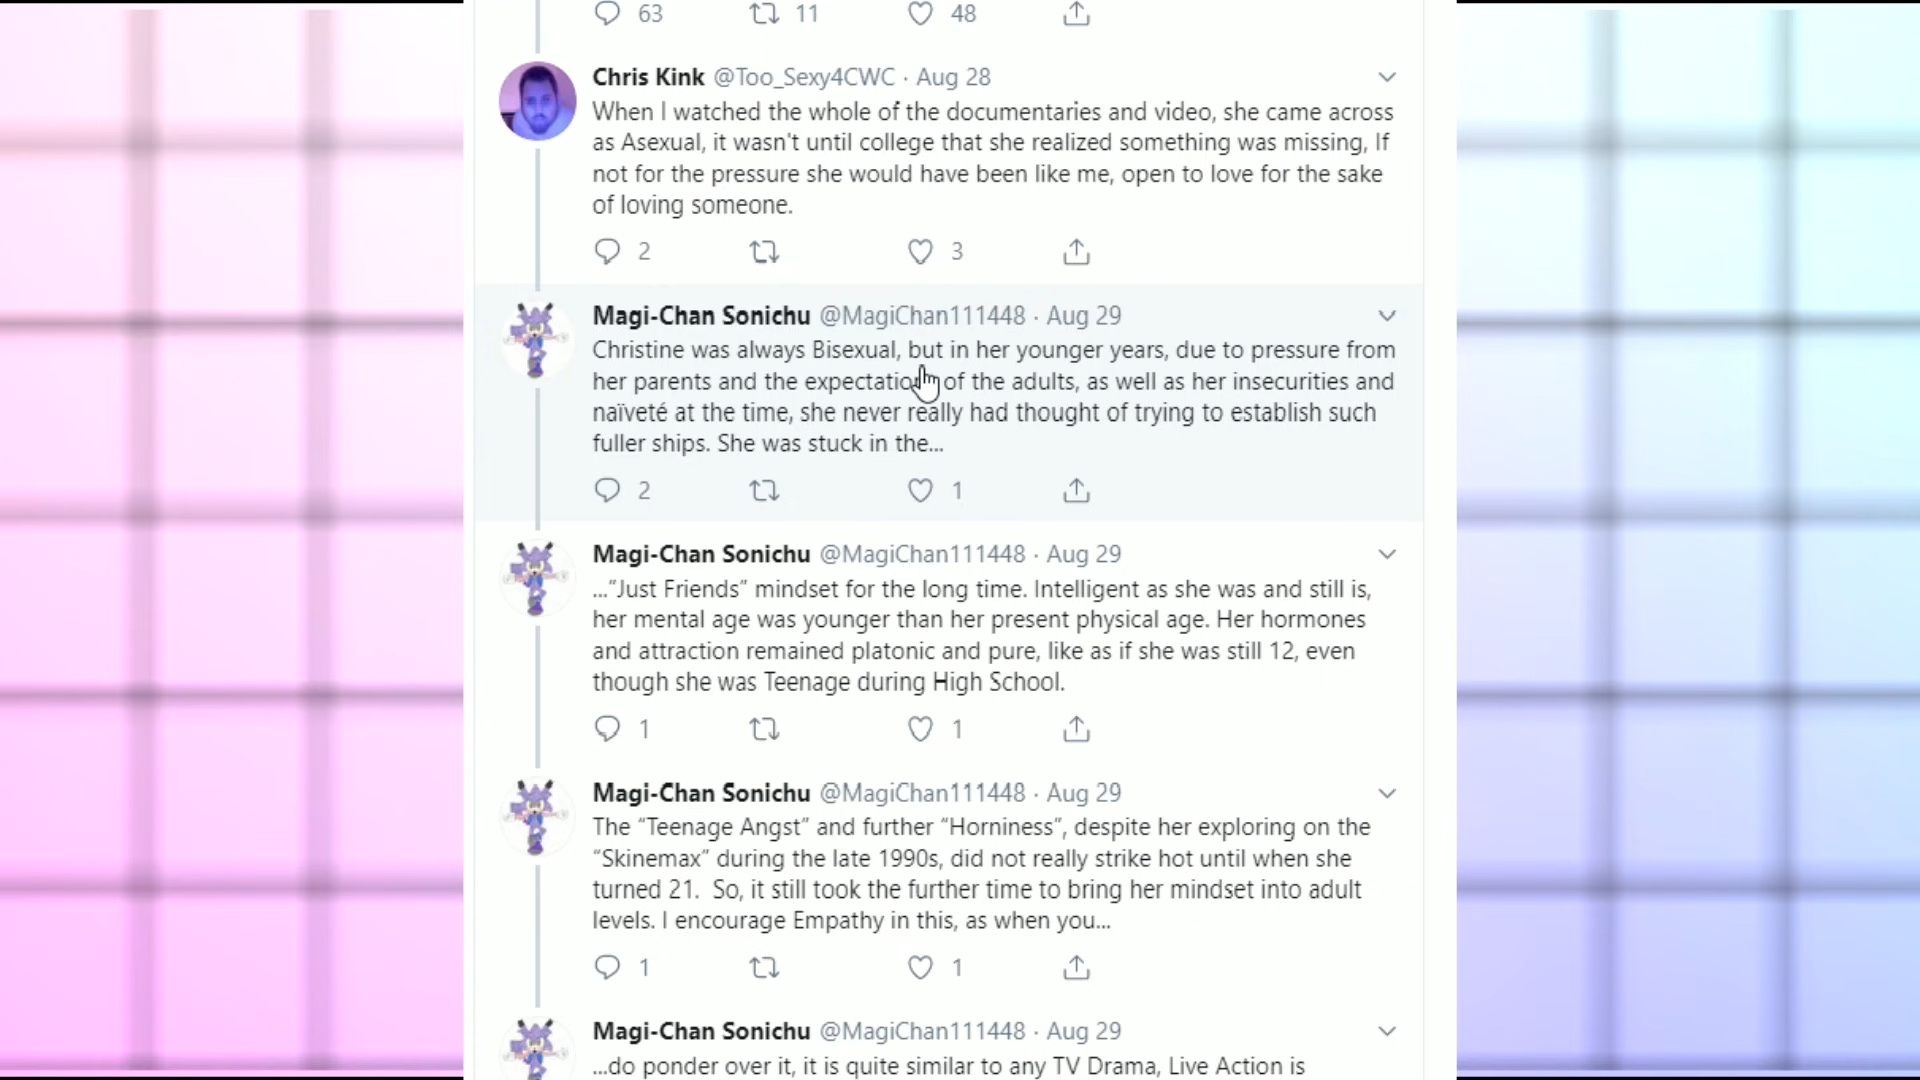 63 11 48
Chris Kink @Too_Sexy4CWC · Aug 28
When I watched the whole of the documentaries and video, she came across
as Asexual, it wasn't until college that she realized something was missing, If
not for the pressure she would have been like me, open to love for the sake
of loving someone.
2 3
Magi-Chan Sonichu @MagiChan111448 · Aug 29
Christine was always Bisexual, but in her younger years, due to pressure from
her parents and the expectations of the adults, as well as her insecurities and
naïveté at the time, she never really had thought of trying to establish such
fuller ships. She was stuck in the...
2 1
Magi-Chan Sonichu @MagiChan111448 · Aug 29
..."Just Friends” mindset for the long time. Intelligent as she was and still is,
her mental age was younger than her present physical age. Her hormones
and attraction remained platonic and pure, like as if she was still 12, even
though she was Teenage during High School.
1 1
Magi-Chan Sonichu @MagiChan111448 · Aug 29
The “Teenage Angst” and further “Horniness”, despite her exploring on the
“Skinemax” during the late 1990s, did not really strike hot until when she
turned 21.  So, it still took the further time to bring her mindset into adult
levels. I encourage Empathy in this, as when you...
1 1
Magi-Chan Sonichu @MagiChan111448 · Aug 29
...do ponder over it, it is quite similar to any TV Drama, Live Action is